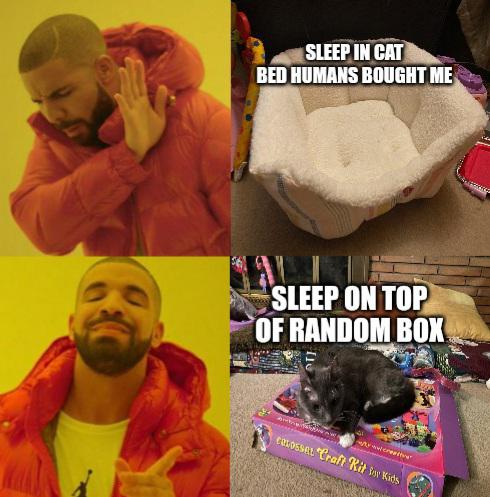 SLEEP IN CAT
BED HUMANS BOUGHT ME
SLEEP ON TOP
OF RANDOM BOX
COLOSSAL Craft Kit for Kids